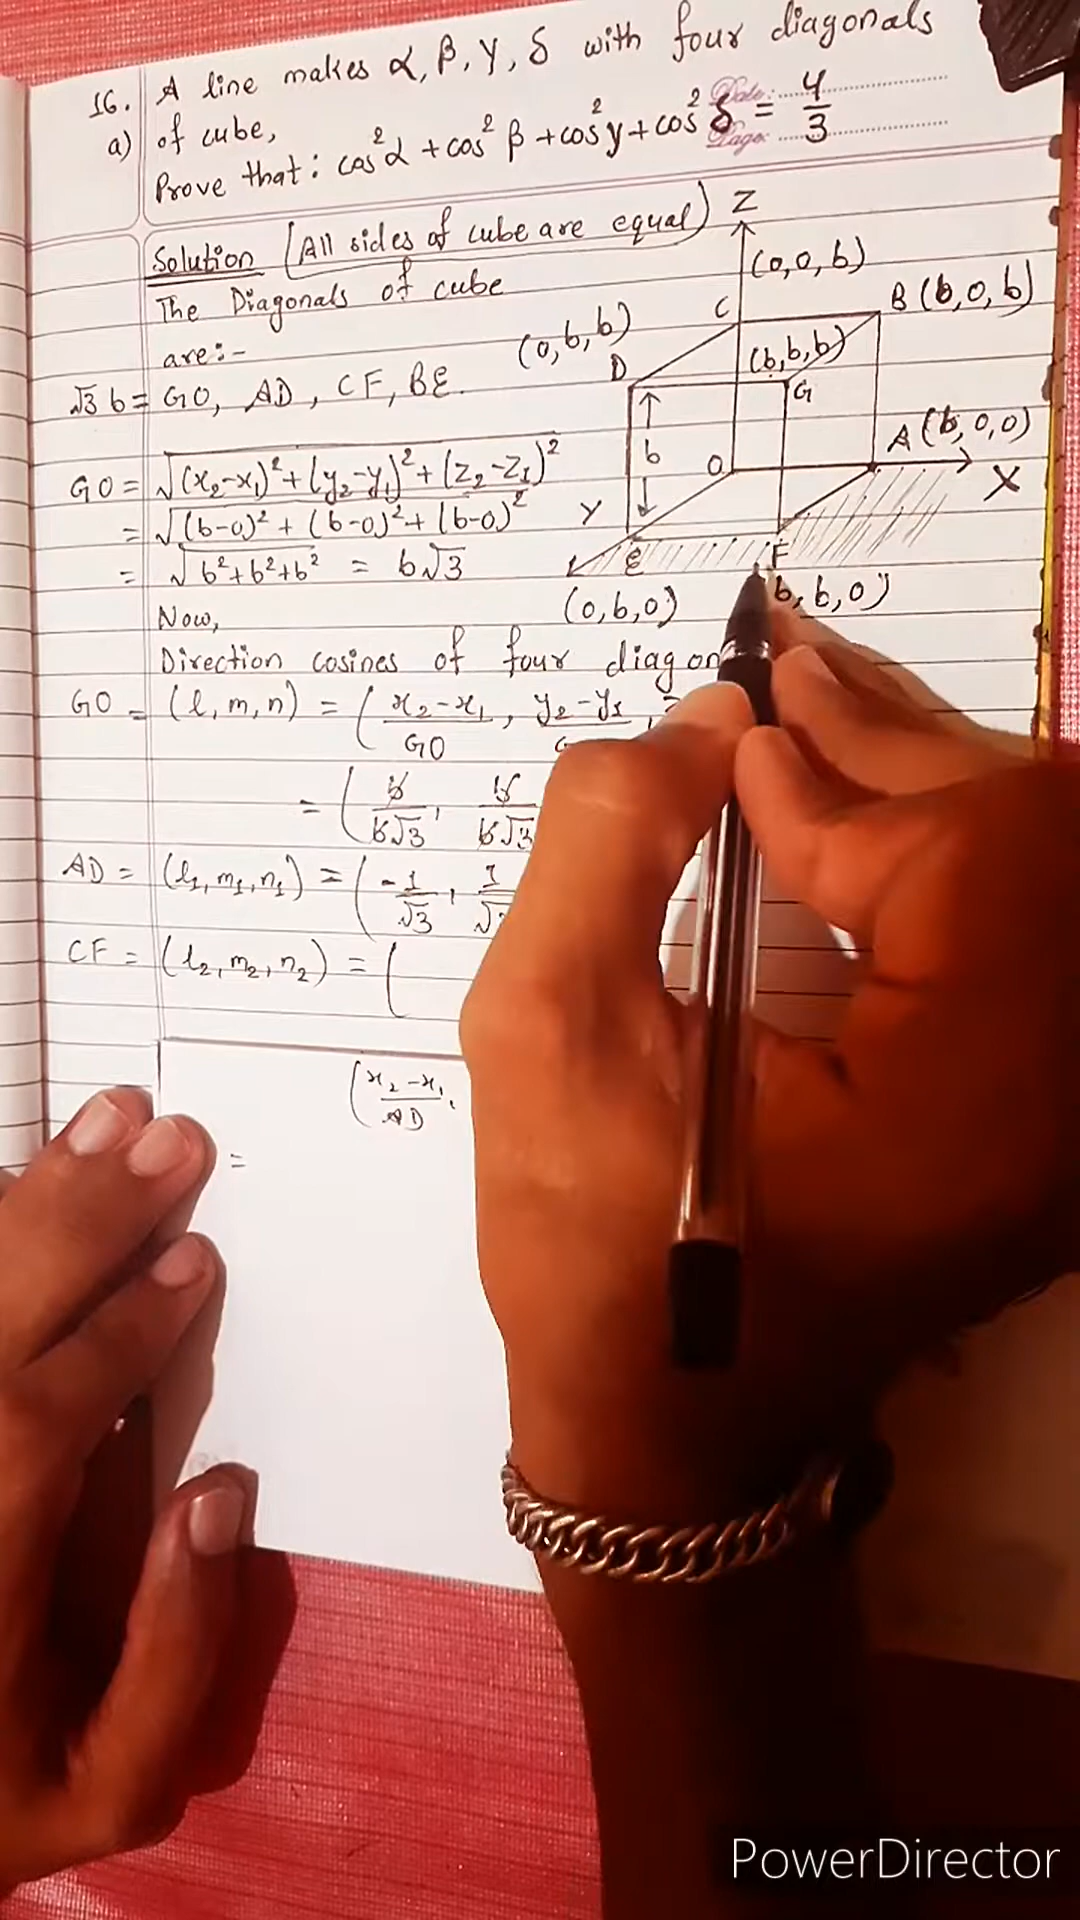 16. A line makes α, β, γ, δ with four diagonals
a) of cube,
Prove that: cos²α + cos²β + cos²γ + cos²δ = 4/3
Date:
Page:
Solution (All sides of cube are equal)
The Diagonals of cube
are:-
√3 b = GO, AD, CF, BE.
Z
(0,0,b)
C
B (b,0,b)
(0,b,b)
D
(b,b,b)
G
b
A (b,0,0)
O
X
Y
E
F
(0,b,0)
b,b,0)
GO = √(x₂-x₁)²+(y₂-y₁)²+(z₂-z₁)²
= √(b-0)² + (b-0)² + (b-0)²
= √b²+b²+b² = b√3
Now,
Direction cosines of four
GO = (l,m,n) = ( x₂-x₁/GO , y₂-y₁
= ( b/b√3 , b/b√3
AD = (l₁,m₁,n₁) = ( -1/√3 , 1
CF = (l₂,m₂,n₂) = (
( x₂-x₁/AD ,
=
PowerDirector